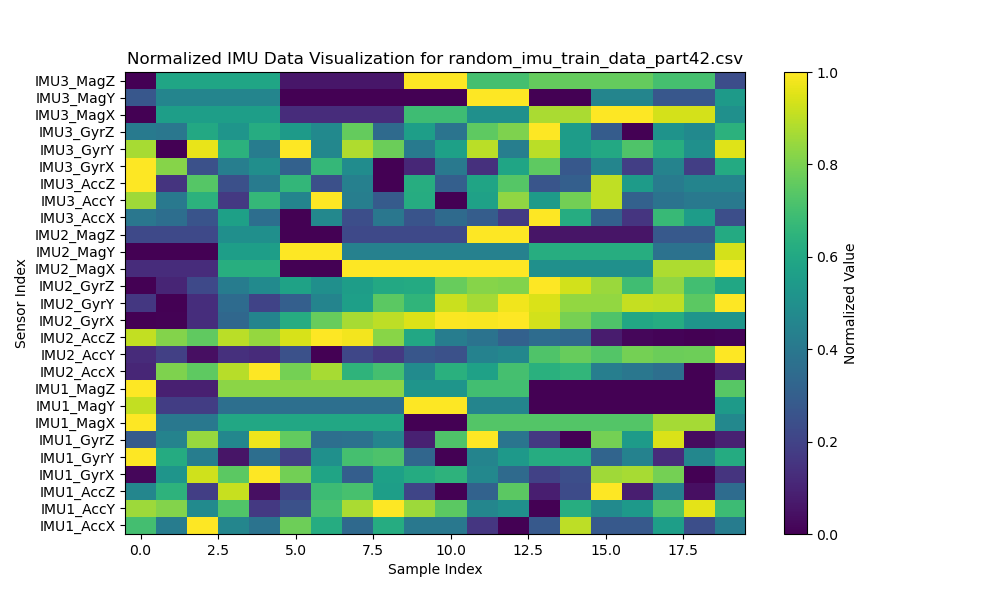 Normalized IMU Data Visualization for random_imu_train_data_part42.csv
IMU3_MagZ
IMU3_MagY
IMU3_MagX
IMU3_GyrZ
IMU3_GyrY
IMU3_GyrX
IMU3_AccZ
IMU3_AccY
IMU3_AccX
IMU2_MagZ
IMU2_MagY
IMU2_MagX
IMU2_GyrZ
IMU2_GyrY
IMU2_GyrX
IMU2_AccZ
IMU2_AccY
IMU2_AccX
IMU1_MagZ
IMU1_MagY
IMU1_MagX
IMU1_GyrZ
IMU1_GyrY
IMU1_GyrX
IMU1_AccZ
IMU1_AccY
IMU1_AccX
Sensor Index
0.0 2.5 5.0 7.5 10.0 12.5 15.0 17.5
Sample Index
1.0
0.8
0.6
0.4
0.2
0.0
Normalized Value